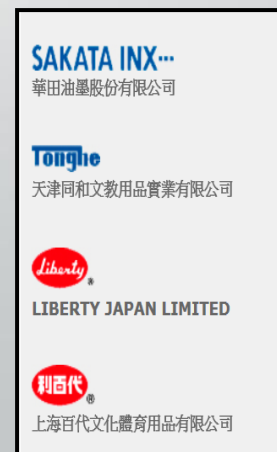 SAKATA INX…
華田油墨股份有限公司
Tonghe
天津同和文教用品實業有限公司
Liberty®
LIBERTY JAPAN LIMITED
利百代®
上海百代文化體育用品有限公司